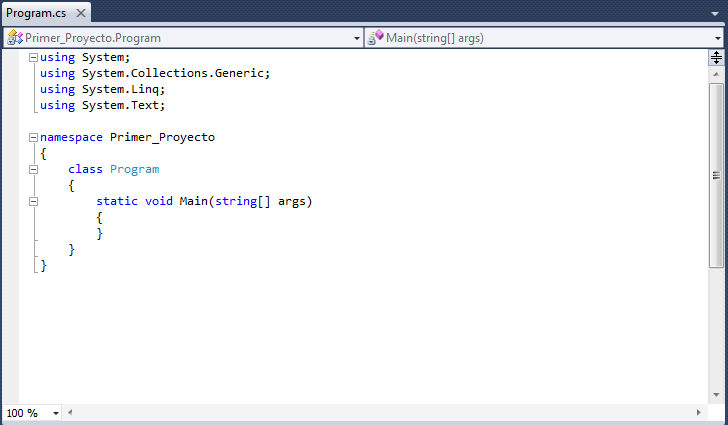 Program.cs
Primer_Proyecto.Program
Main(string[] args)
using System;
using System.Collections.Generic;
using System.Linq;
using System.Text;
namespace Primer_Proyecto
{
    class Program
    {
        static void Main(string[] args)
        {
        }
    }
}
100 %